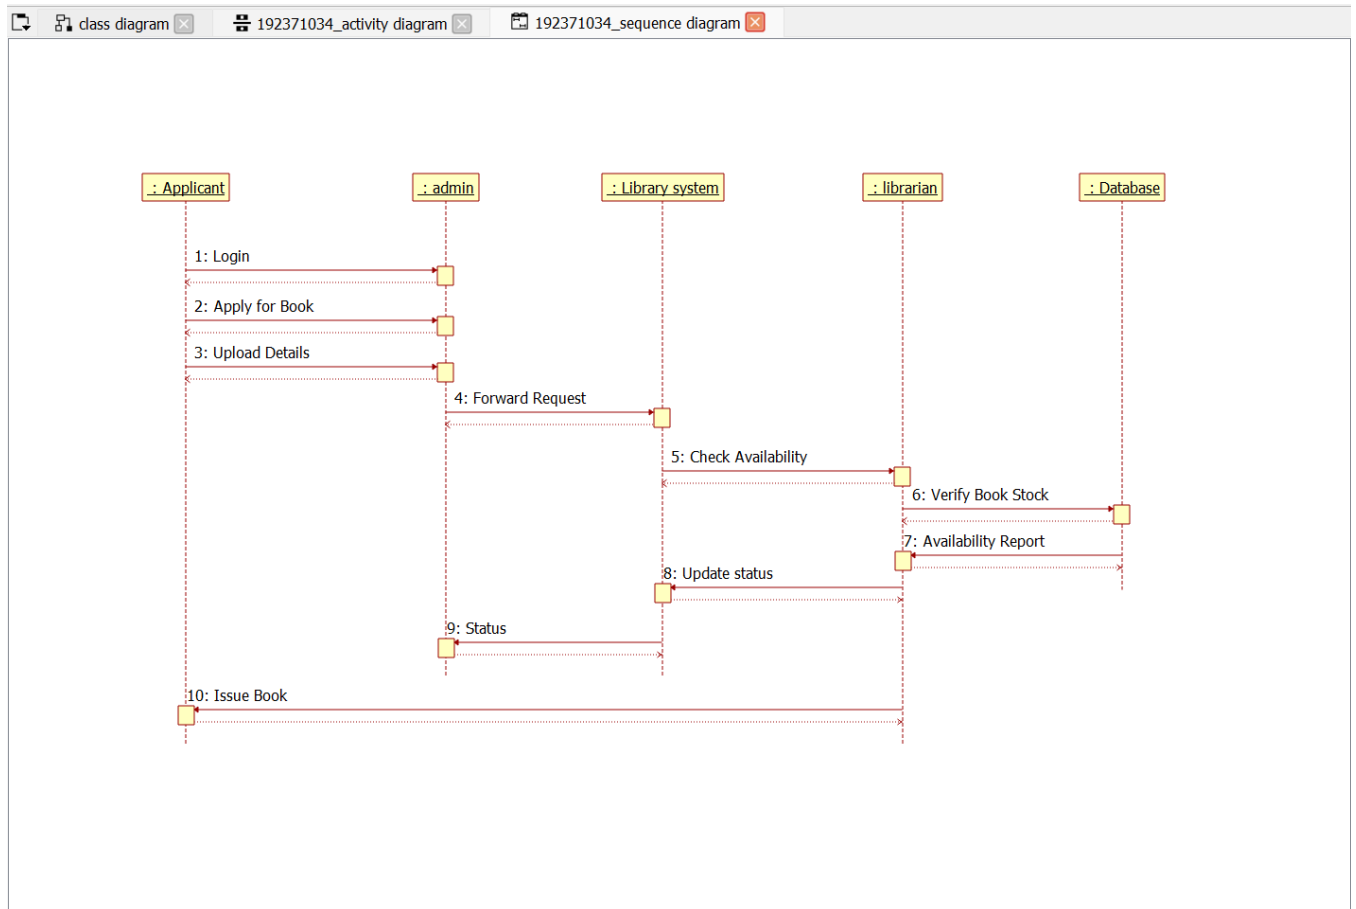 class diagram
192371034_activity diagram
192371034_sequence diagram
: Applicant
: admin
: Library system
: librarian
: Database
1: Login
2: Apply for Book
3: Upload Details
4: Forward Request
5: Check Availability
6: Verify Book Stock
7: Availability Report
8: Update status
9: Status
10: Issue Book